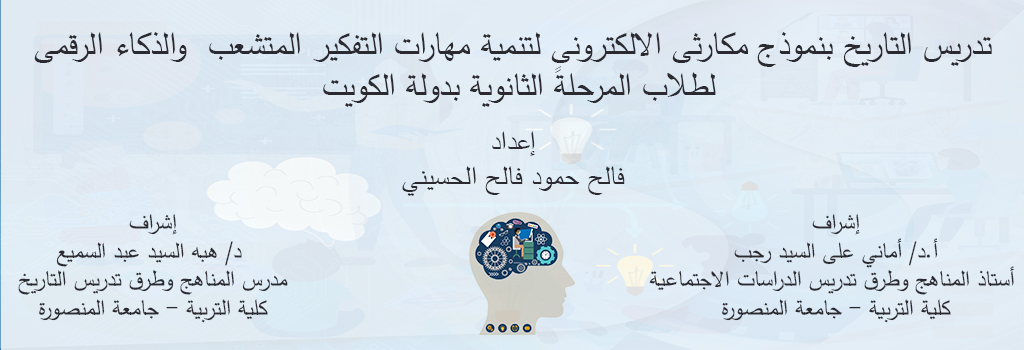 تدريس التاريخ بنموذج مكارثى الالكترونى لتنمية مهارات التفكير المتشعب والذكاء الرقمى
لطلاب المرحلةً الثانوية بدولة الكويت
إعداد
فالح حمود فالح الحسيني
إشراف
أ.د/ أماني على السيد رجب
أستاذ المناهج وطرق تدريس الدراسات الاجتماعية
كلية التربية – جامعة المنصورة
إشراف
د/ هبه السيد عبد السميع
مدرس المناهج وطرق تدريس التاريخ
كلية التربية – جامعة المنصورة